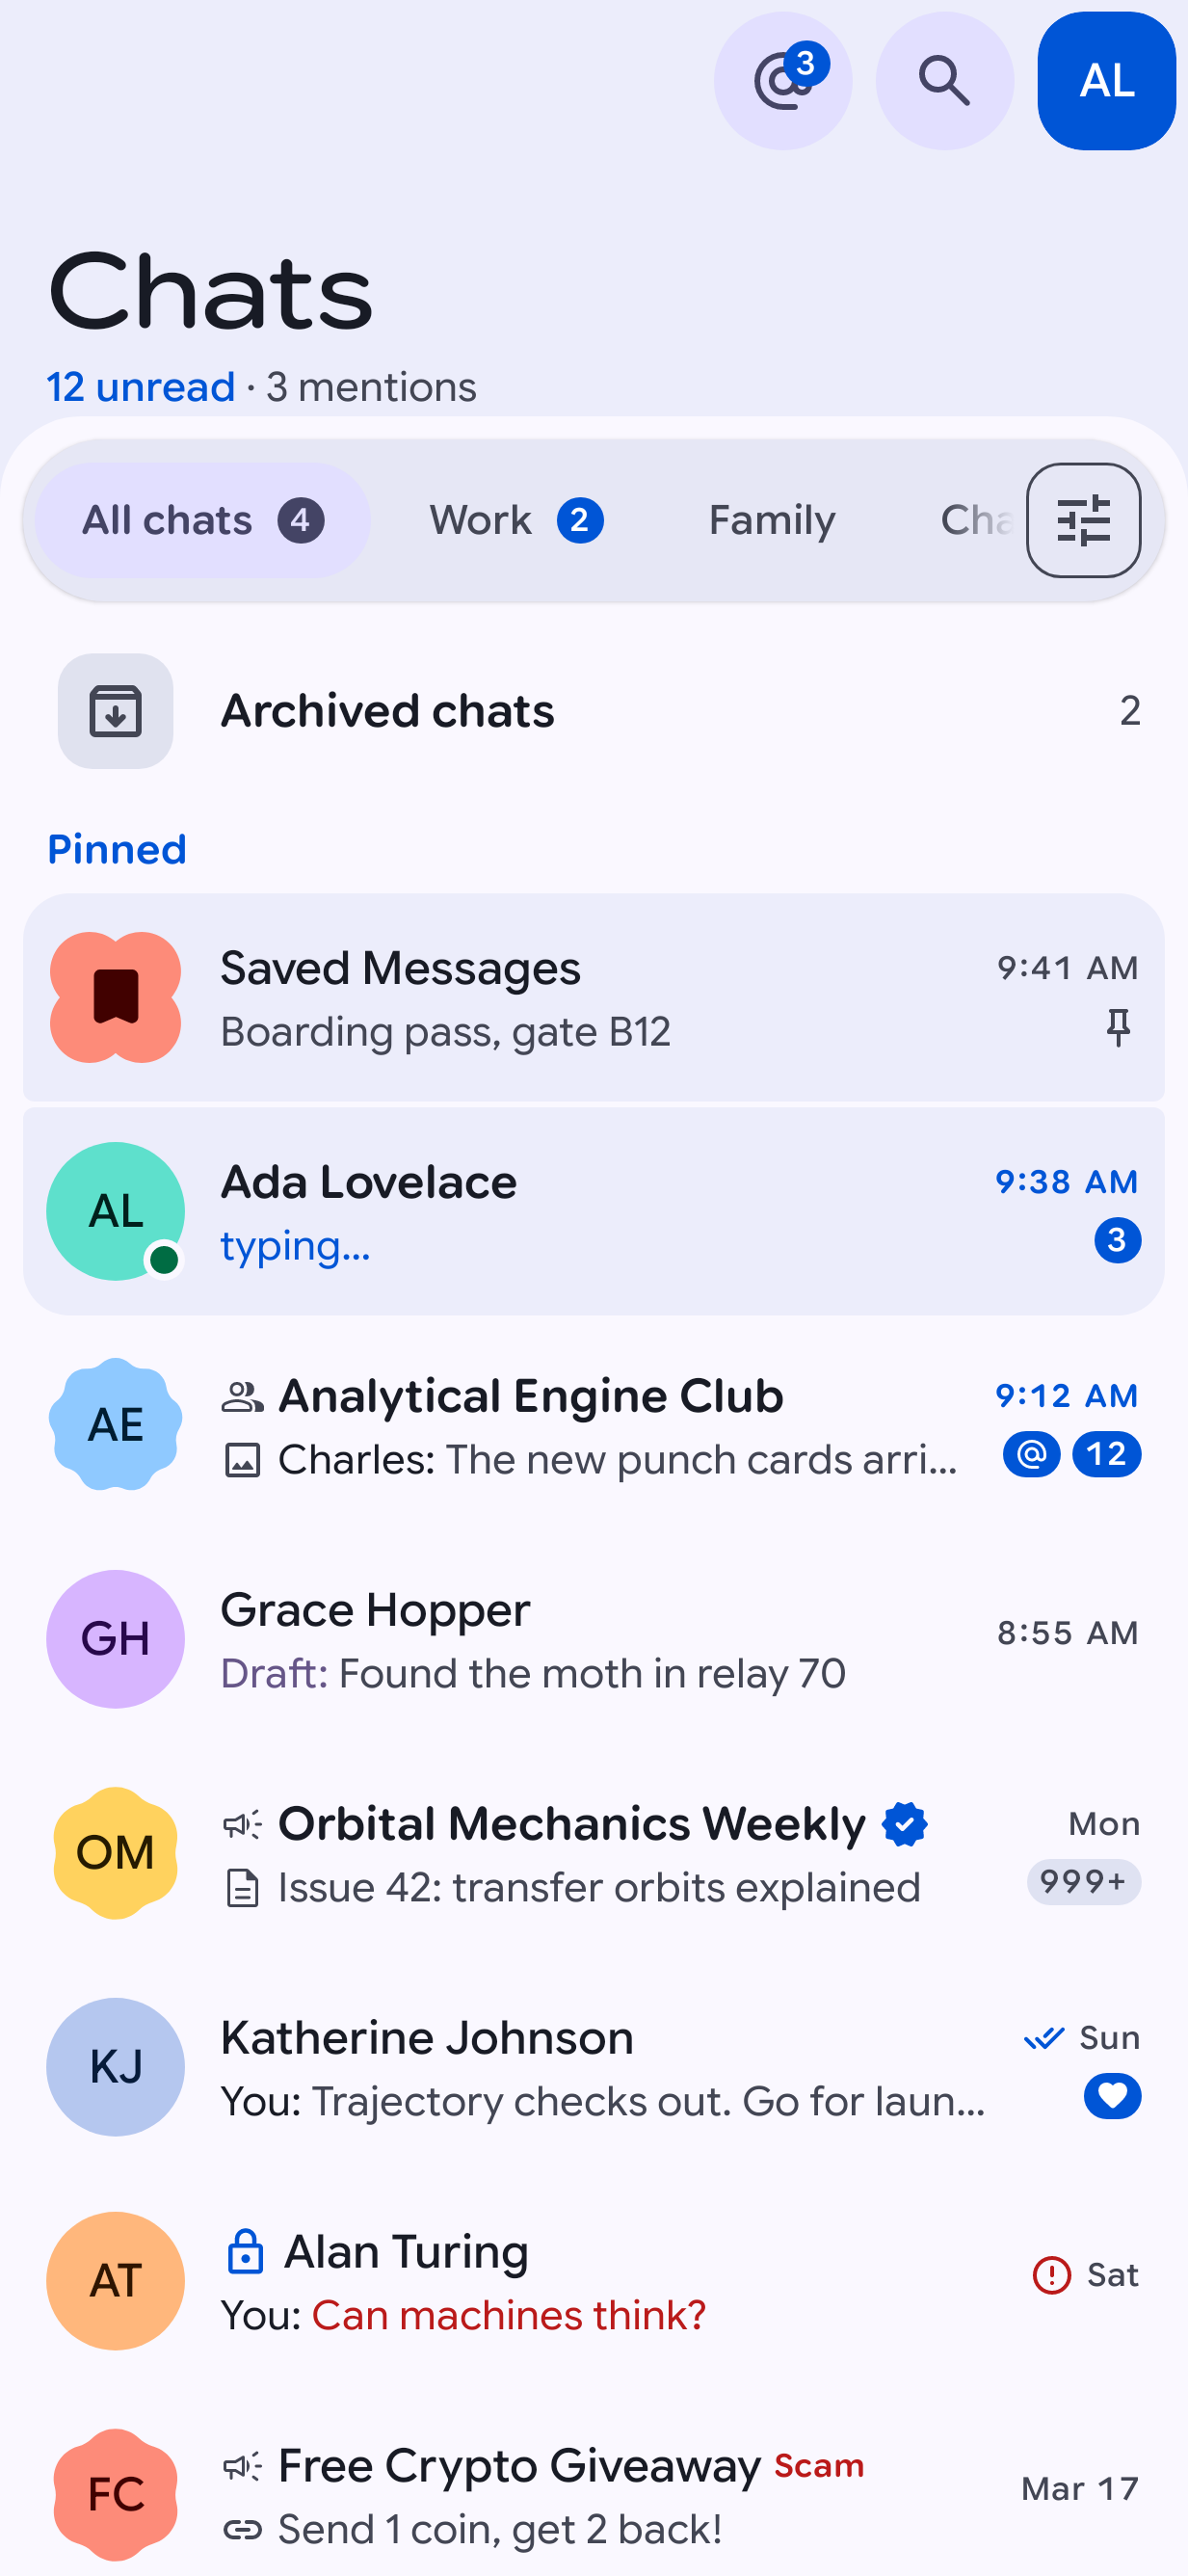 @ 3
AL
Chats
12 unread · 3 mentions
All chats 4 Work 2 Family Cha
Archived chats 2
Pinned
Saved Messages 9:41 AM
Boarding pass, gate B12
AL
Ada Lovelace 9:38 AM
typing... 3
AE
Analytical Engine Club 9:12 AM
Charles: The new punch cards arri... @ 12
GH
Grace Hopper 8:55 AM
Draft: Found the moth in relay 70
OM
Orbital Mechanics Weekly Mon
Issue 42: transfer orbits explained 999+
KJ
Katherine Johnson Sun
You: Trajectory checks out. Go for laun...
AT
Alan Turing Sat
You: Can machines think?
FC
Free Crypto Giveaway Scam Mar 17
Send 1 coin, get 2 back!